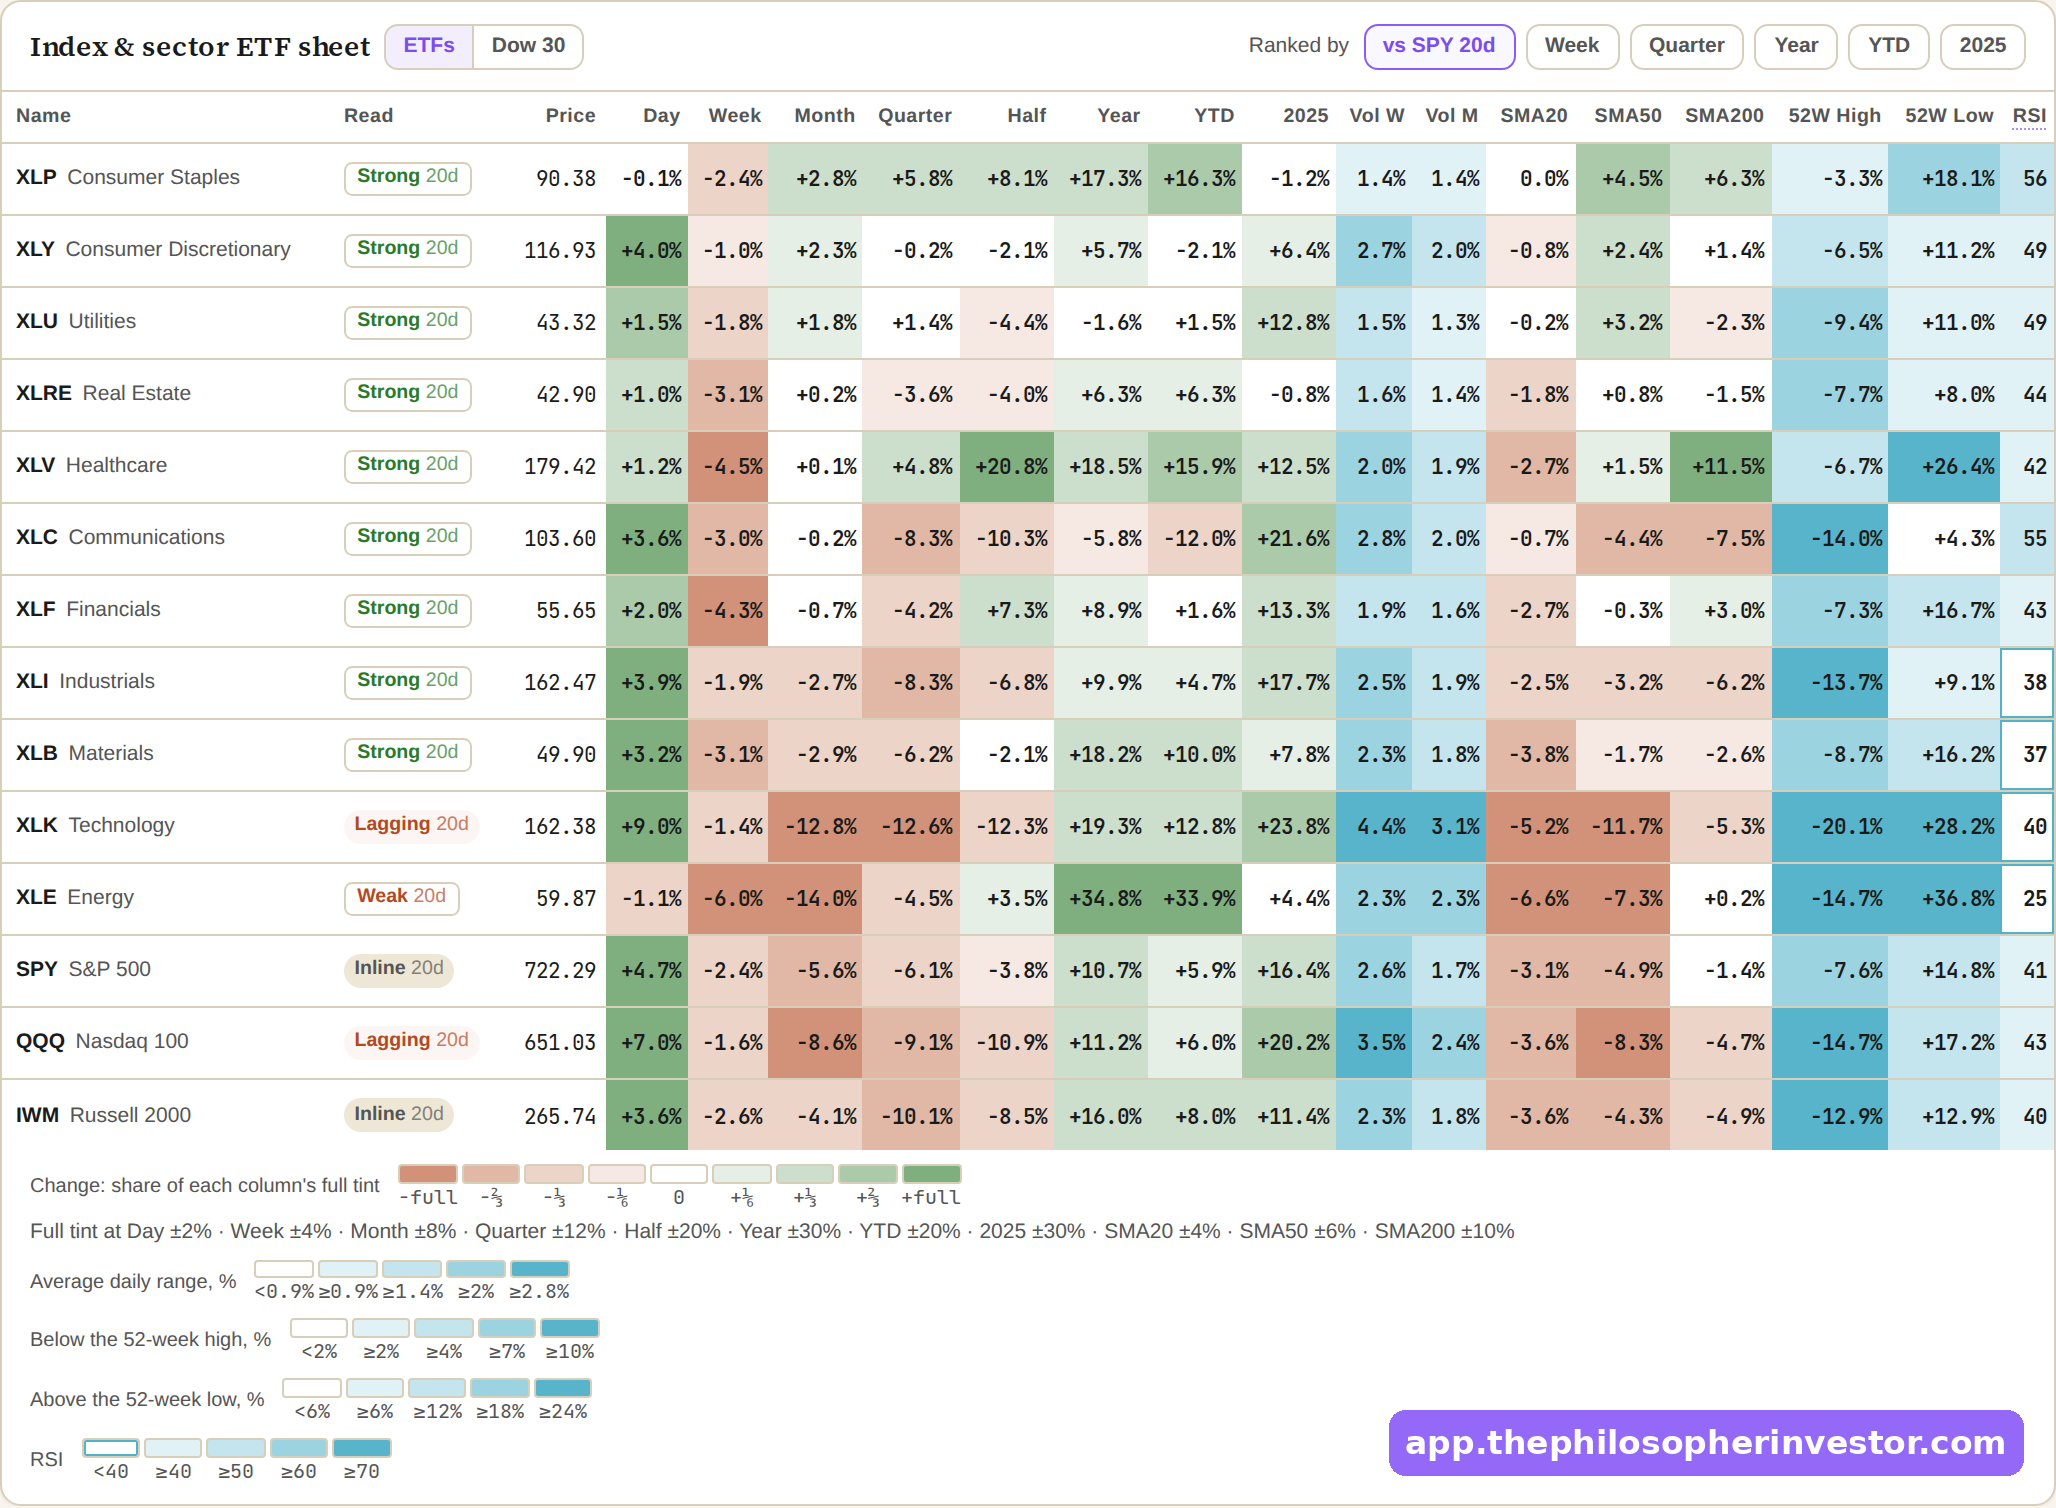 Index & sector ETF sheet ETFs Dow 30 Ranked by vs SPY 20d Week Quarter Year YTD 2025
Name Read Price Day Week Month Quarter Half Year YTD 2025 Vol W Vol M SMA20 SMA50 SMA200 52W High 52W Low RSI
XLP Consumer Staples Strong 20d 90.38 -0.1% -2.4% +2.8% +5.8% +8.1% +17.3% +16.3% -1.2% 1.4% 1.4% 0.0% +4.5% +6.3% -3.3% +18.1% 56
XLY Consumer Discretionary Strong 20d 116.93 +4.0% -1.0% +2.3% -0.2% -2.1% +5.7% -2.1% +6.4% 2.7% 2.0% -0.8% +2.4% +1.4% -6.5% +11.2% 49
XLU Utilities Strong 20d 43.32 +1.5% -1.8% +1.8% +1.4% -4.4% -1.6% +1.5% +12.8% 1.5% 1.3% -0.2% +3.2% -2.3% -9.4% +11.0% 49
XLRE Real Estate Strong 20d 42.90 +1.0% -3.1% +0.2% -3.6% -4.0% +6.3% +6.3% -0.8% 1.6% 1.4% -1.8% +0.8% -1.5% -7.7% +8.0% 44
XLV Healthcare Strong 20d 179.42 +1.2% -4.5% +0.1% +4.8% +20.8% +18.5% +15.9% +12.5% 2.0% 1.9% -2.7% +1.5% +11.5% -6.7% +26.4% 42
XLC Communications Strong 20d 103.60 +3.6% -3.0% -0.2% -8.3% -10.3% -5.8% -12.0% +21.6% 2.8% 2.0% -0.7% -4.4% -7.5% -14.0% +4.3% 55
XLF Financials Strong 20d 55.65 +2.0% -4.3% -0.7% -4.2% +7.3% +8.9% +1.6% +13.3% 1.9% 1.6% -2.7% -0.3% +3.0% -7.3% +16.7% 43
XLI Industrials Strong 20d 162.47 +3.9% -1.9% -2.7% -8.3% -6.8% +9.9% +4.7% +17.7% 2.5% 1.9% -2.5% -3.2% -6.2% -13.7% +9.1% 38
XLB Materials Strong 20d 49.90 +3.2% -3.1% -2.9% -6.2% -2.1% +18.2% +10.0% +7.8% 2.3% 1.8% -3.8% -1.7% -2.6% -8.7% +16.2% 37
XLK Technology Lagging 20d 162.38 +9.0% -1.4% -12.8% -12.6% -12.3% +19.3% +12.8% +23.8% 4.4% 3.1% -5.2% -11.7% -5.3% -20.1% +28.2% 40
XLE Energy Weak 20d 59.87 -1.1% -6.0% -14.0% -4.5% +3.5% +34.8% +33.9% +4.4% 2.3% 2.3% -6.6% -7.3% +0.2% -14.7% +36.8% 25
SPY S&P 500 Inline 20d 722.29 +4.7% -2.4% -5.6% -6.1% -3.8% +10.7% +5.9% +16.4% 2.6% 1.7% -3.1% -4.9% -1.4% -7.6% +14.8% 41
QQQ Nasdaq 100 Lagging 20d 651.03 +7.0% -1.6% -8.6% -9.1% -10.9% +11.2% +6.0% +20.2% 3.5% 2.4% -3.6% -8.3% -4.7% -14.7% +17.2% 43
IWM Russell 2000 Inline 20d 265.74 +3.6% -2.6% -4.1% -10.1% -8.5% +16.0% +8.0% +11.4% 2.3% 1.8% -3.6% -4.3% -4.9% -12.9% +12.9% 40
Change: share of each column's full tint -full -⅔ -⅓ -⅙ 0 +⅙ +⅓ +⅔ +full
Full tint at Day ±2% · Week ±4% · Month ±8% · Quarter ±12% · Half ±20% · Year ±30% · YTD ±20% · 2025 ±30% · SMA20 ±4% · SMA50 ±6% · SMA200 ±10%
Average daily range, % <0.9% ≥0.9% ≥1.4% ≥2% ≥2.8%
Below the 52-week high, % <2% ≥2% ≥4% ≥7% ≥10%
Above the 52-week low, % <6% ≥6% ≥12% ≥18% ≥24%
RSI <40 ≥40 ≥50 ≥60 ≥70
app.thephilosopherinvestor.com